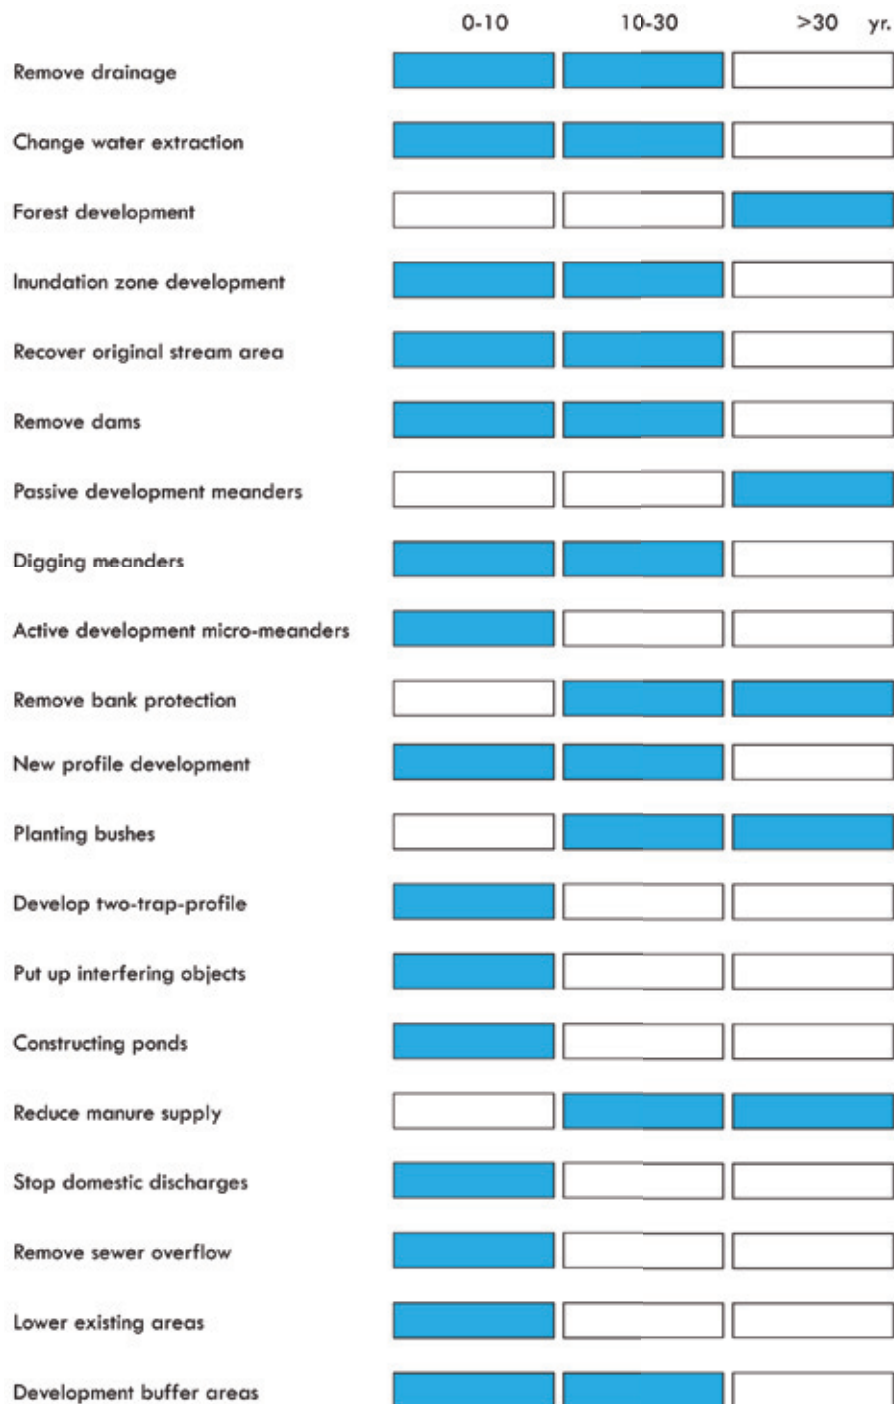 0-10 10-30 >30 yr.
Remove drainage
Change water extraction
Forest development
Inundation zone development
Recover original stream area
Remove dams
Passive development meanders
Digging meanders
Active development micro-meanders
Remove bank protection
New profile development
Planting bushes
Develop two-trap-profile
Put up interfering objects
Constructing ponds
Reduce manure supply
Stop domestic discharges
Remove sewer overflow
Lower existing areas
Development buffer areas